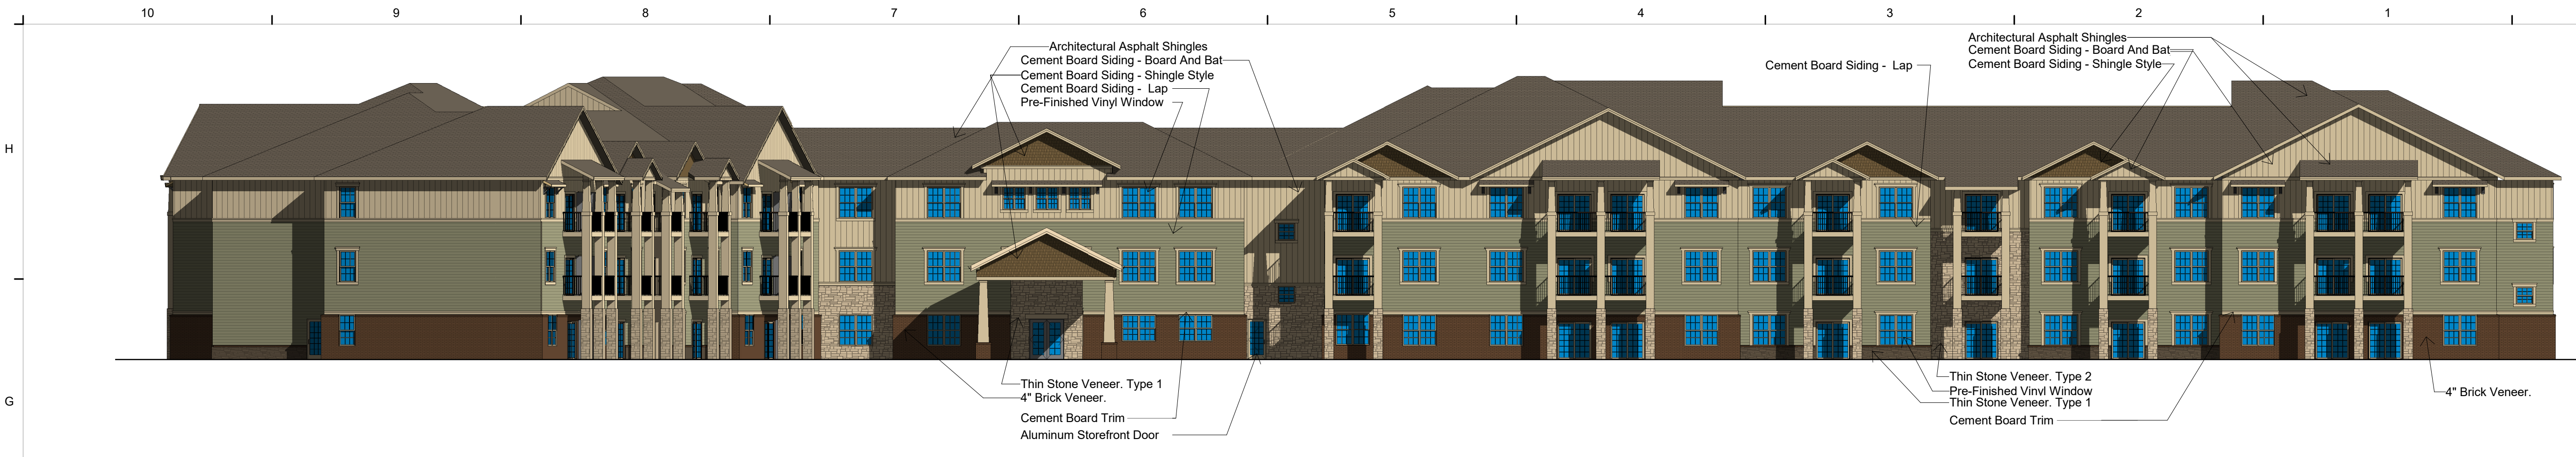 10 9 8 7 6 5 4 3 2 1
Architectural Asphalt Shingles
Cement Board Siding - Board And Bat
Cement Board Siding - Shingle Style
Cement Board Siding - Lap
Pre-Finished Vinyl Window
Cement Board Siding - Lap
Architectural Asphalt Shingles
Cement Board Siding - Board And Bat
Cement Board Siding - Shingle Style
H
Thin Stone Veneer. Type 1
4" Brick Veneer.
Cement Board Trim
Aluminum Storefront Door
Thin Stone Veneer. Type 2
Pre-Finished Vinyl Window
Thin Stone Veneer. Type 1
Cement Board Trim
4" Brick Veneer.
G